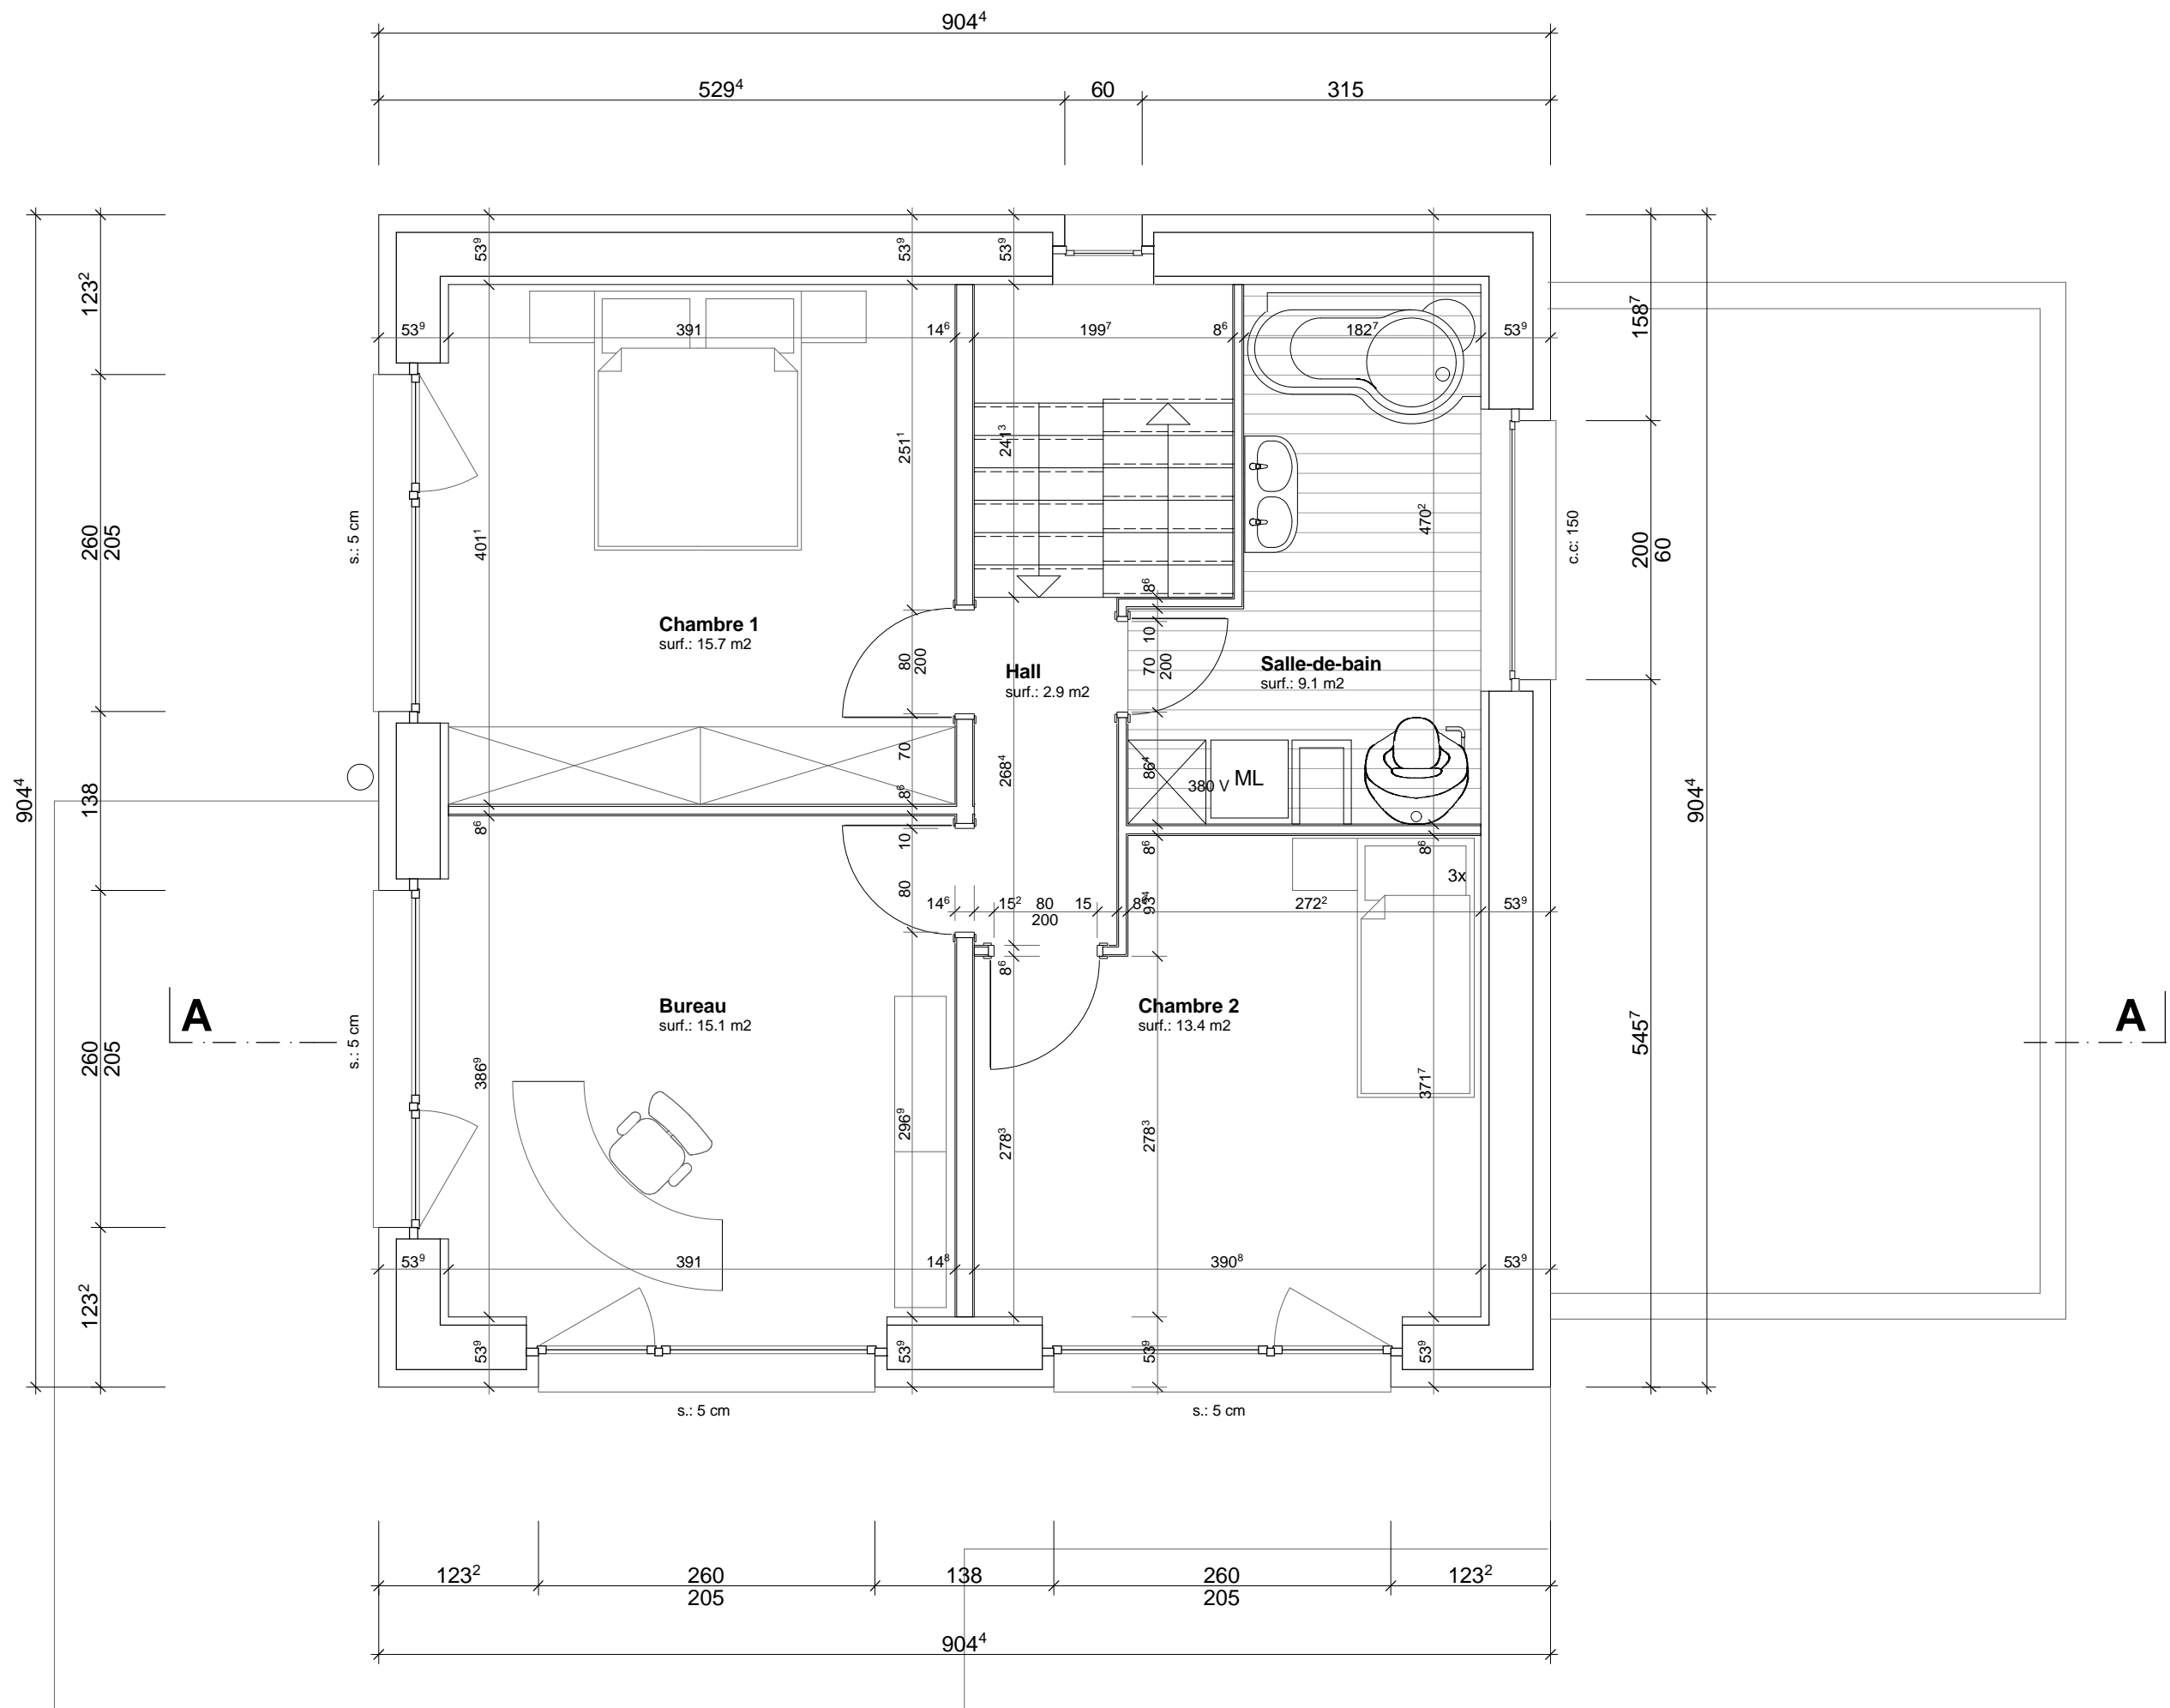 904⁴
529⁴ 60 315
53⁹ 53⁹ 53⁹
123² 158⁷
53⁹ 391 14⁶ 199⁷ 8⁶ 182⁷ 53⁹
251¹ 241³
401¹ 470²
260
205
s.: 5 cm
c.c: 150
200
60
8⁶
Chambre 1
surf.: 15.7 m2
80
200
Hall
surf.: 2.9 m2
10
70
200
Salle-de-bain
surf.: 9.1 m2
904⁴
138
70
8⁶
268⁴
86⁴
380 V
ML
904⁴
8⁶
10
8⁶
8⁶
80
3x
14⁶ 15² 80 15 8⁶ 272² 53⁹
200
93⁴
8⁶
A
A
Bureau
surf.: 15.1 m2
Chambre 2
surf.: 13.4 m2
260
205
s.: 5 cm
545⁷
386⁹ 296⁹ 278³ 278³ 371⁷
53⁹ 391 14⁸ 390⁸ 53⁹
123²
53⁹ 53⁹ 53⁹ 53⁹
s.: 5 cm s.: 5 cm
123² 260 138 260 123²
205 205
904⁴